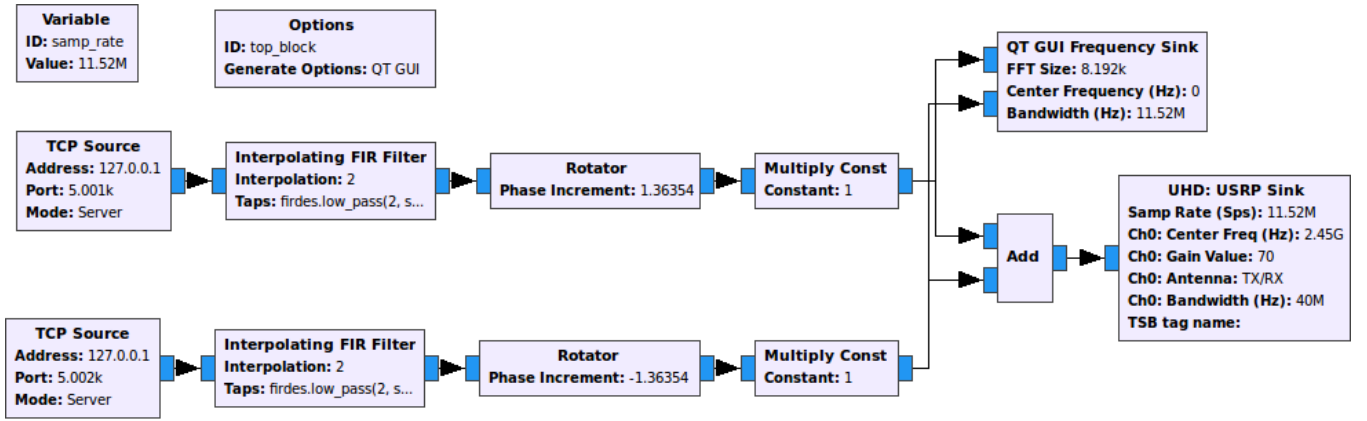 Variable
ID: samp_rate
Value: 11.52M
Options
ID: top_block
Generate Options: QT GUI
QT GUI Frequency Sink
FFT Size: 8.192k
Center Frequency (Hz): 0
Bandwidth (Hz): 11.52M
TCP Source
Address: 127.0.0.1
Port: 5.001k
Mode: Server
Interpolating FIR Filter
Interpolation: 2
Taps: firdes.low_pass(2, s...
Rotator
Phase Increment: 1.36354
Multiply Const
Constant: 1
Add
UHD: USRP Sink
Samp Rate (Sps): 11.52M
Ch0: Center Freq (Hz): 2.45G
Ch0: Gain Value: 70
Ch0: Antenna: TX/RX
Ch0: Bandwidth (Hz): 40M
TSB tag name:
TCP Source
Address: 127.0.0.1
Port: 5.002k
Mode: Server
Interpolating FIR Filter
Interpolation: 2
Taps: firdes.low_pass(2, s...
Rotator
Phase Increment: -1.36354
Multiply Const
Constant: 1